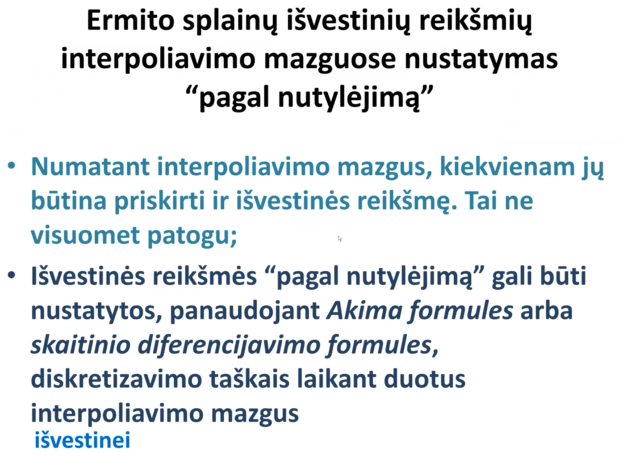 Ermito splainų išvestinių reikšmių
interpoliavimo mazguose nustatymas
“pagal nutylėjimą”
• Numatant interpoliavimo mazgus, kiekvienam jų
būtina priskirti ir išvestinės reikšmę. Tai ne
visuomet patogu;
• Išvestinės reikšmės “pagal nutylėjimą” gali būti
nustatytos, panaudojant Akima formules arba
skaitinio diferencijavimo formules,
diskretizavimo taškais laikant duotus
interpoliavimo mazgus
išvestinei